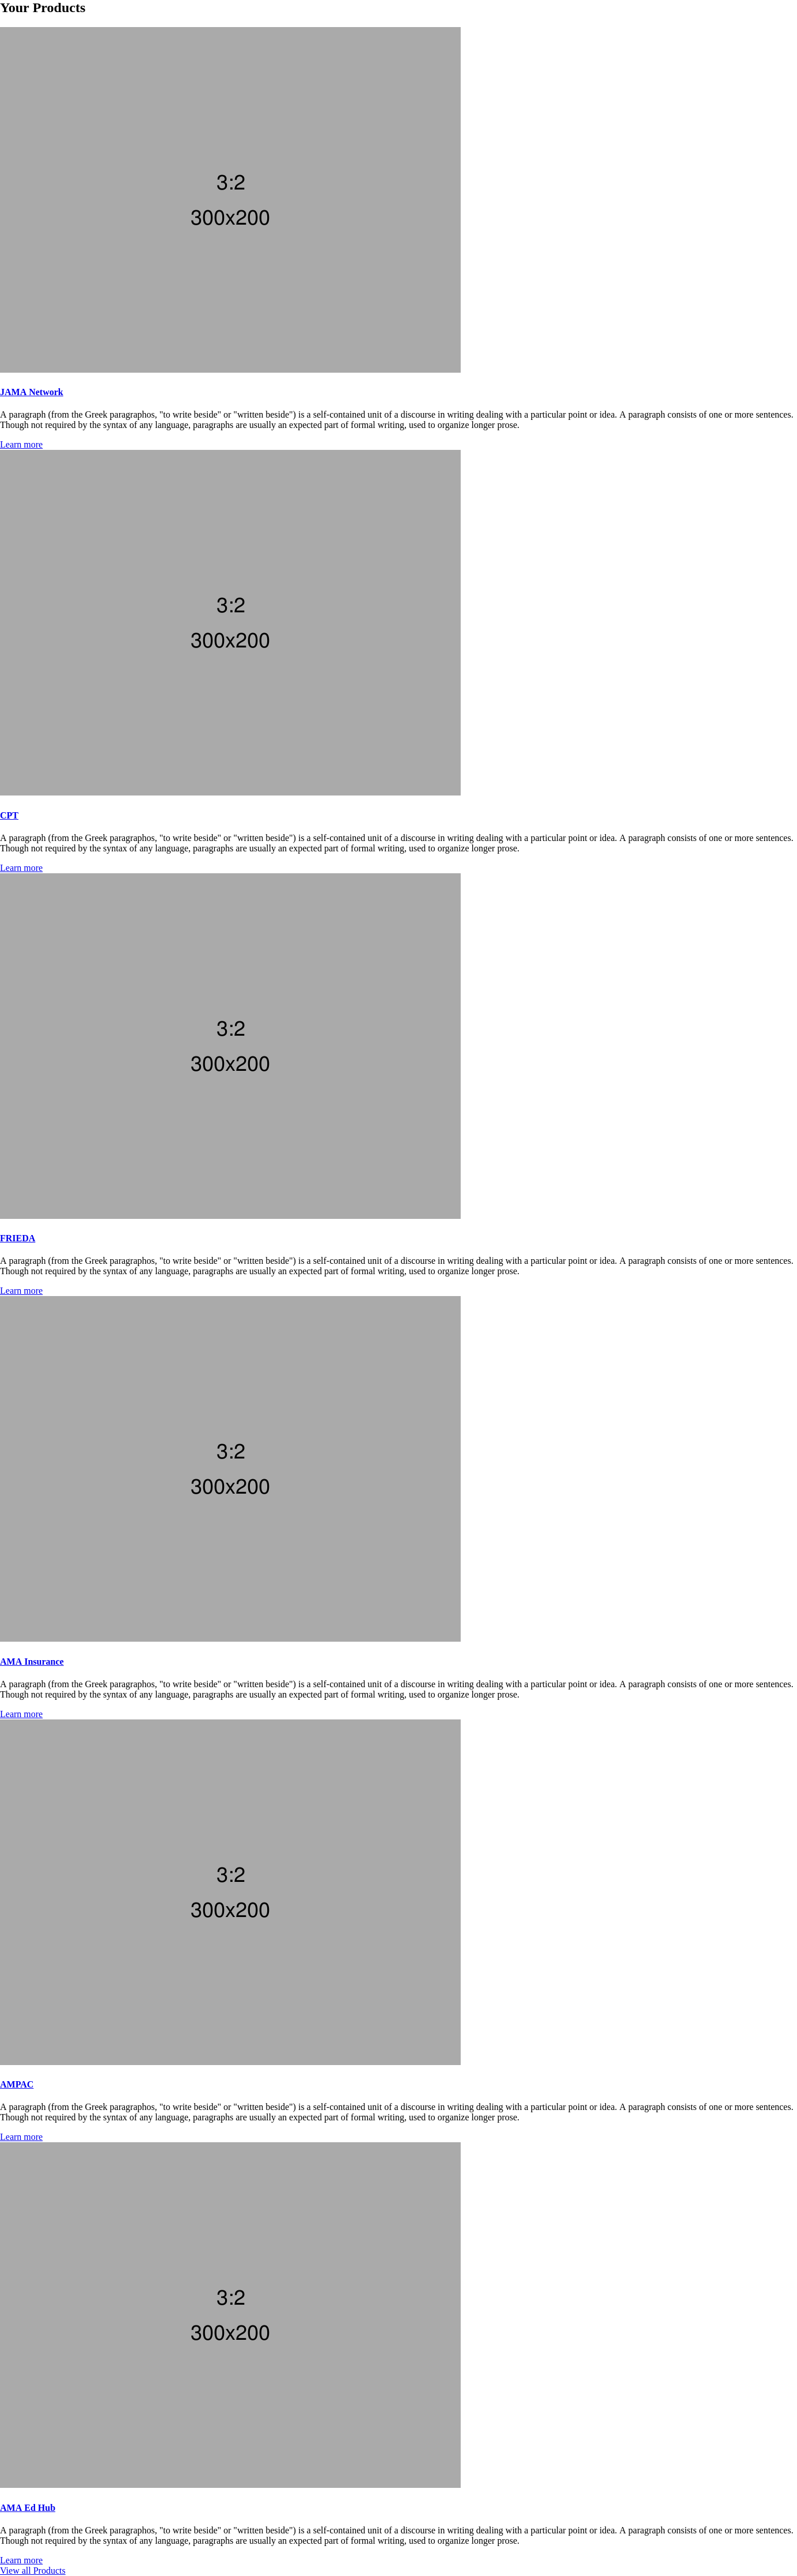 Your Products
3:2
300x200
JAMA Network
A paragraph (from the Greek paragraphos, "to write beside" or "written beside") is a self-contained unit of a discourse in writing dealing with a particular point or idea. A paragraph consists of one or more sentences.
Though not required by the syntax of any language, paragraphs are usually an expected part of formal writing, used to organize longer prose.
Learn more
3:2
300x200
CPT
A paragraph (from the Greek paragraphos, "to write beside" or "written beside") is a self-contained unit of a discourse in writing dealing with a particular point or idea. A paragraph consists of one or more sentences.
Though not required by the syntax of any language, paragraphs are usually an expected part of formal writing, used to organize longer prose.
Learn more
3:2
300x200
FRIEDA
A paragraph (from the Greek paragraphos, "to write beside" or "written beside") is a self-contained unit of a discourse in writing dealing with a particular point or idea. A paragraph consists of one or more sentences.
Though not required by the syntax of any language, paragraphs are usually an expected part of formal writing, used to organize longer prose.
Learn more
3:2
300x200
AMA Insurance
A paragraph (from the Greek paragraphos, "to write beside" or "written beside") is a self-contained unit of a discourse in writing dealing with a particular point or idea. A paragraph consists of one or more sentences.
Though not required by the syntax of any language, paragraphs are usually an expected part of formal writing, used to organize longer prose.
Learn more
3:2
300x200
AMPAC
A paragraph (from the Greek paragraphos, "to write beside" or "written beside") is a self-contained unit of a discourse in writing dealing with a particular point or idea. A paragraph consists of one or more sentences.
Though not required by the syntax of any language, paragraphs are usually an expected part of formal writing, used to organize longer prose.
Learn more
3:2
300x200
AMA Ed Hub
A paragraph (from the Greek paragraphos, "to write beside" or "written beside") is a self-contained unit of a discourse in writing dealing with a particular point or idea. A paragraph consists of one or more sentences.
Though not required by the syntax of any language, paragraphs are usually an expected part of formal writing, used to organize longer prose.
Learn more
View all Products